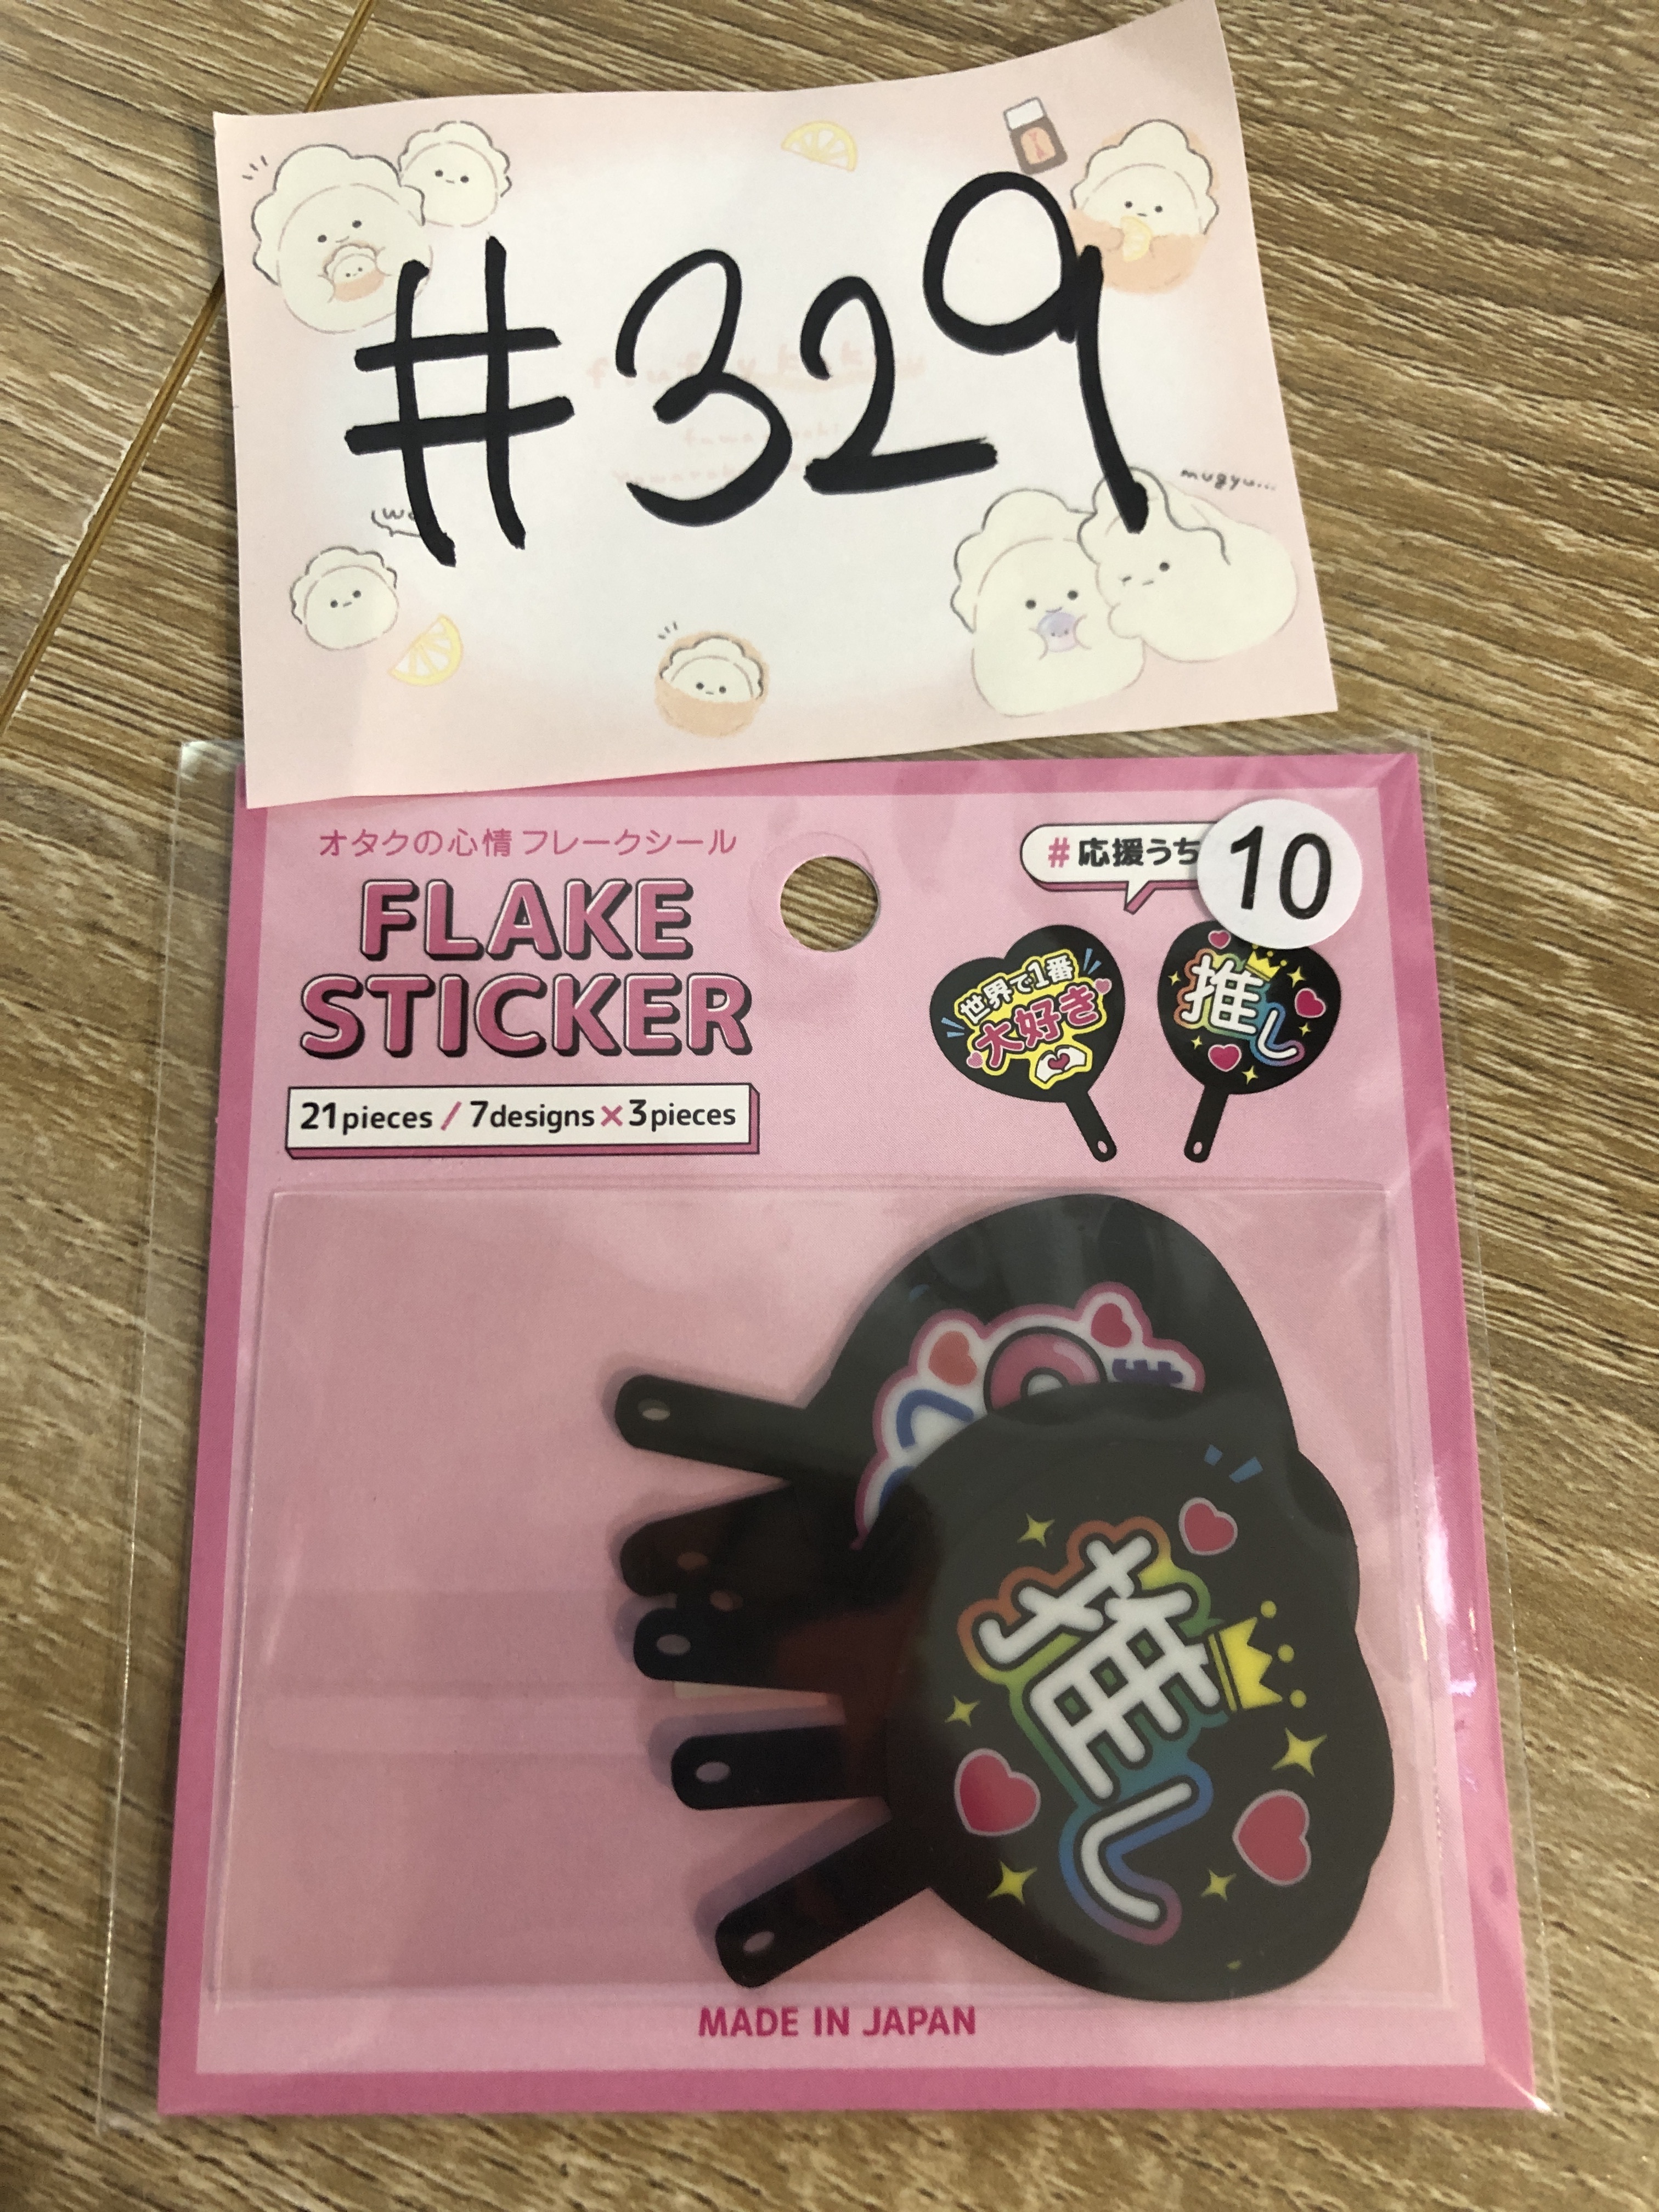 #329
mugyu...
オタクの心情 フレークシール
FLAKE
STICKER
21pieces / 7designs×3pieces
#応援うち
10
世界で1番
大好き
推し
推し
MADE IN JAPAN